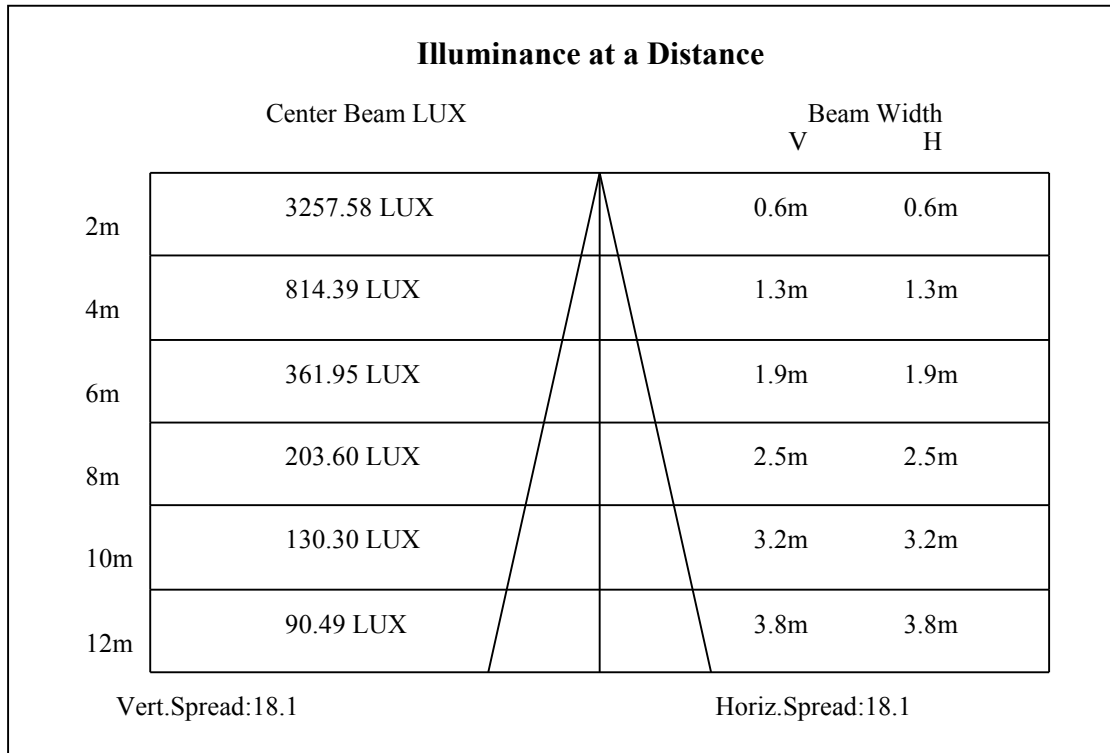 Illuminance at a Distance
Center Beam LUX Beam Width
V H
2m 3257.58 LUX 0.6m 0.6m
4m 814.39 LUX 1.3m 1.3m
6m 361.95 LUX 1.9m 1.9m
8m 203.60 LUX 2.5m 2.5m
10m 130.30 LUX 3.2m 3.2m
12m 90.49 LUX 3.8m 3.8m
Vert.Spread:18.1 Horiz.Spread:18.1